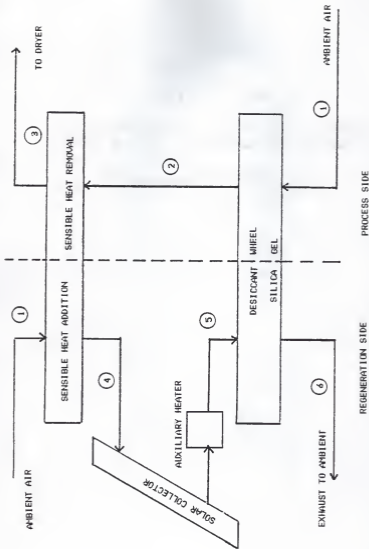 AMBIENT AIR
1
SENSIBLE HEAT ADDITION
SENSIBLE HEAT REMOVAL
3
TO DRYER
4
SOLAR COLLECTOR
AUXILIARY HEATER
5
2
DESICCANT WHEEL
SILICA GEL
6
EXHAUST TO AMBIENT
1
AMBIENT AIR
REGENERATION SIDE
PROCESS SIDE